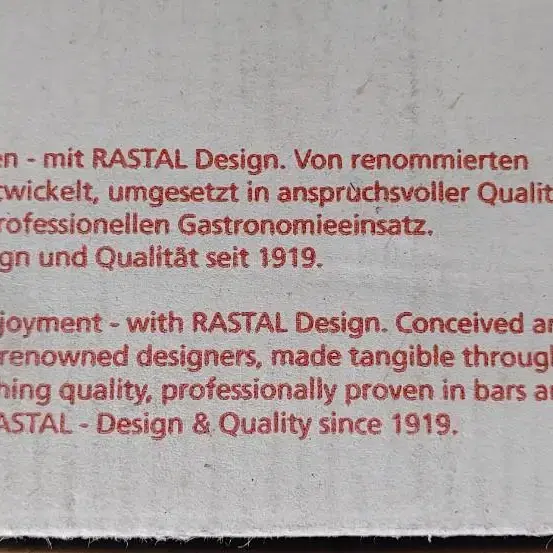 en - mit RASTAL Design. Von renommierten
twickelt, umgesetzt in anspruchsvoller Qualit
rofessionellen Gastronomieeinsatz.
gn und Qualität seit 1919.
joyment - with RASTAL Design. Conceived an
renowned designers, made tangible through
hing quality, professionally proven in bars a
ASTAL - Design & Quality since 1919.